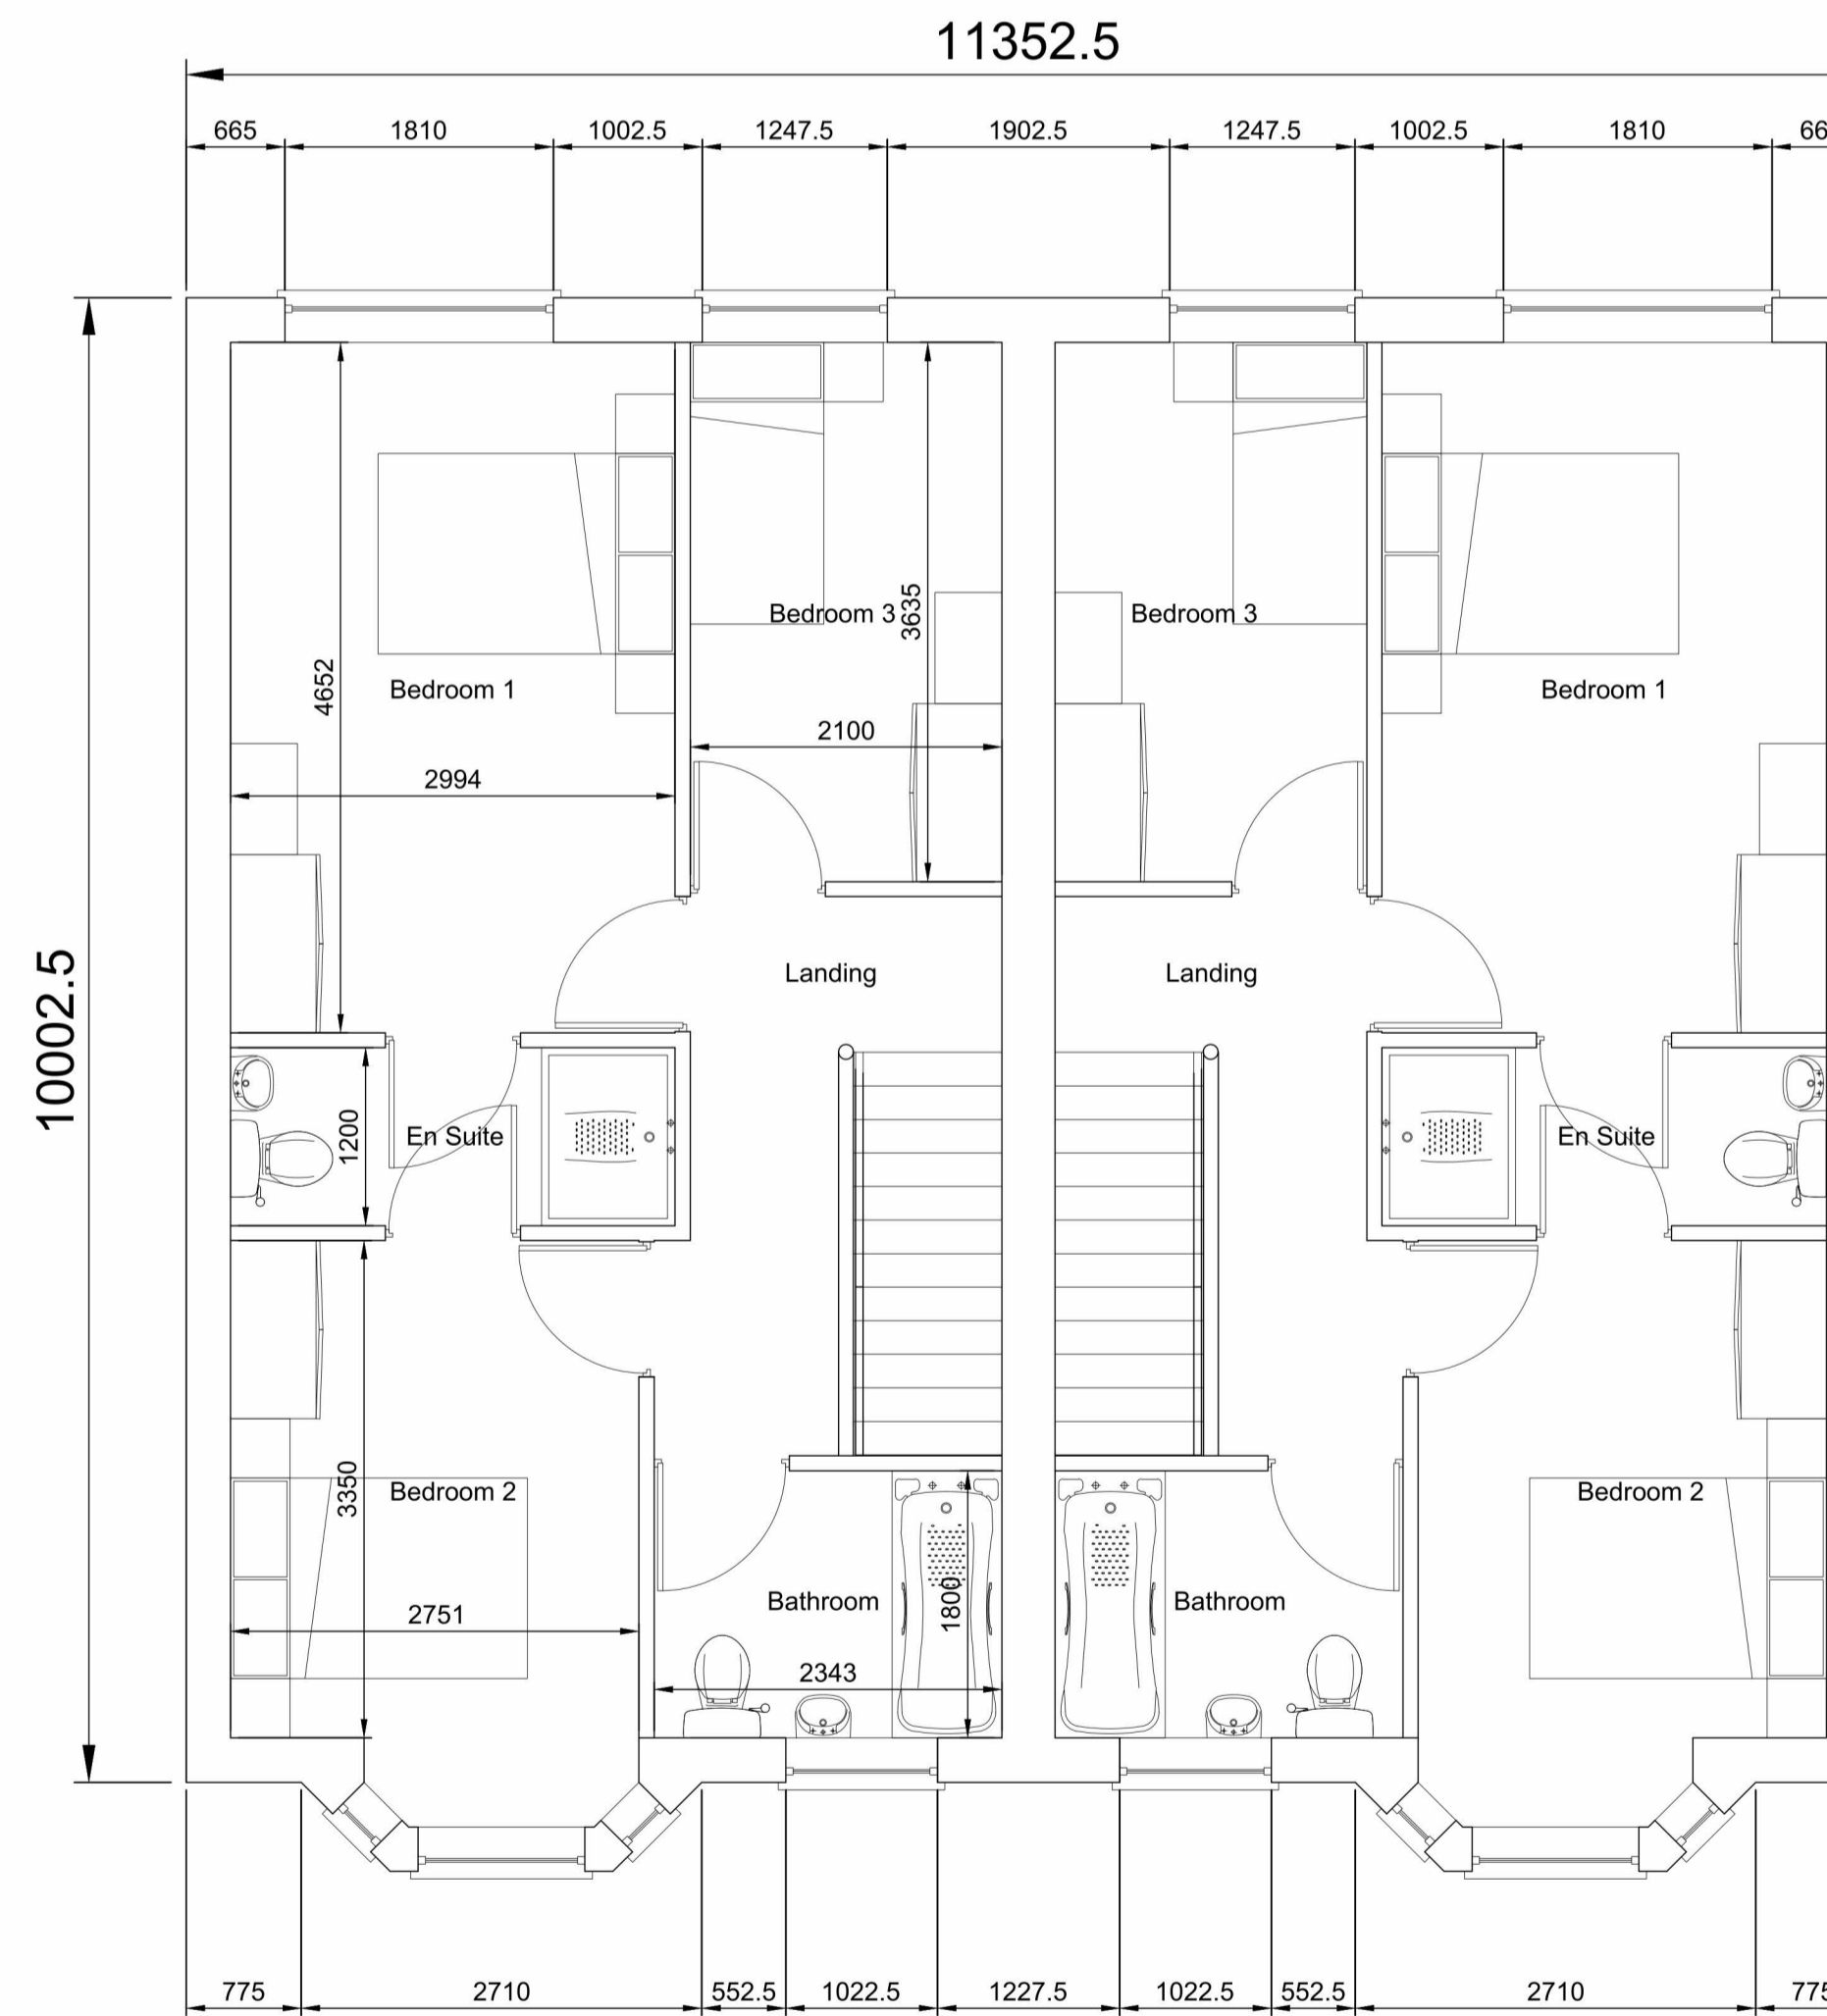 11352.5
665 1810 1002.5 1247.5 1902.5 1247.5 1002.5 1810 66
Bedroom 3 3635 Bedroom 3
4652 Bedroom 1 Bedroom 1
2100
2994
10002.5
Landing Landing
1200 En Suite En Suite
3350 Bedroom 2 Bedroom 2
Bathroom 1800 Bathroom
2751
2343
775 2710 552.5 1022.5 1227.5 1022.5 552.5 2710 775